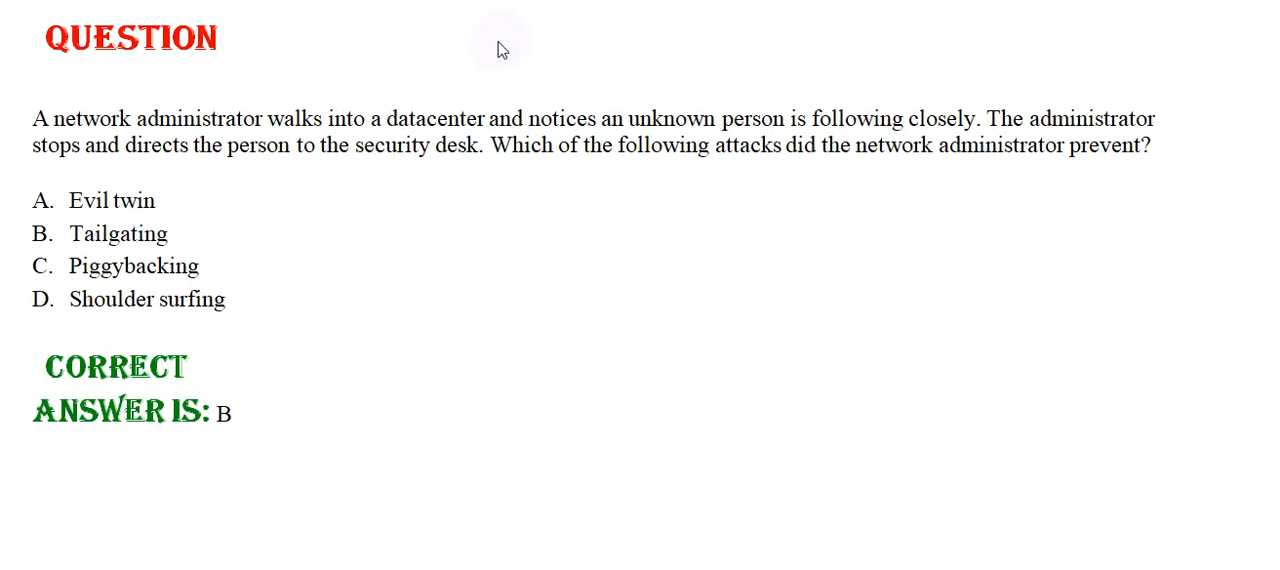 QUESTION
A network administrator walks into a datacenter and notices an unknown person is following closely. The administrator
stops and directs the person to the security desk. Which of the following attacks did the network administrator prevent?
A. Evil twin
B. Tailgating
C. Piggybacking
D. Shoulder surfing
CORRECT
ANSWER IS: B